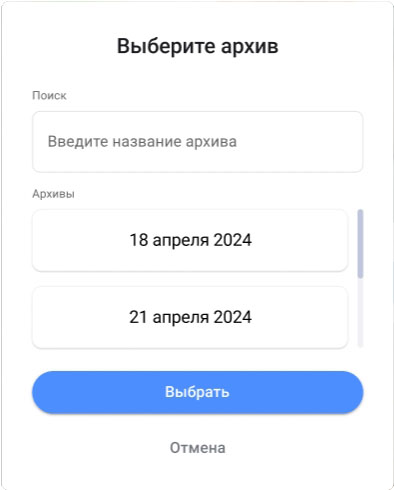 Выберите архив
Поиск
Введите название архива
Архивы
18 апреля 2024
21 апреля 2024
Выбрать
Отмена